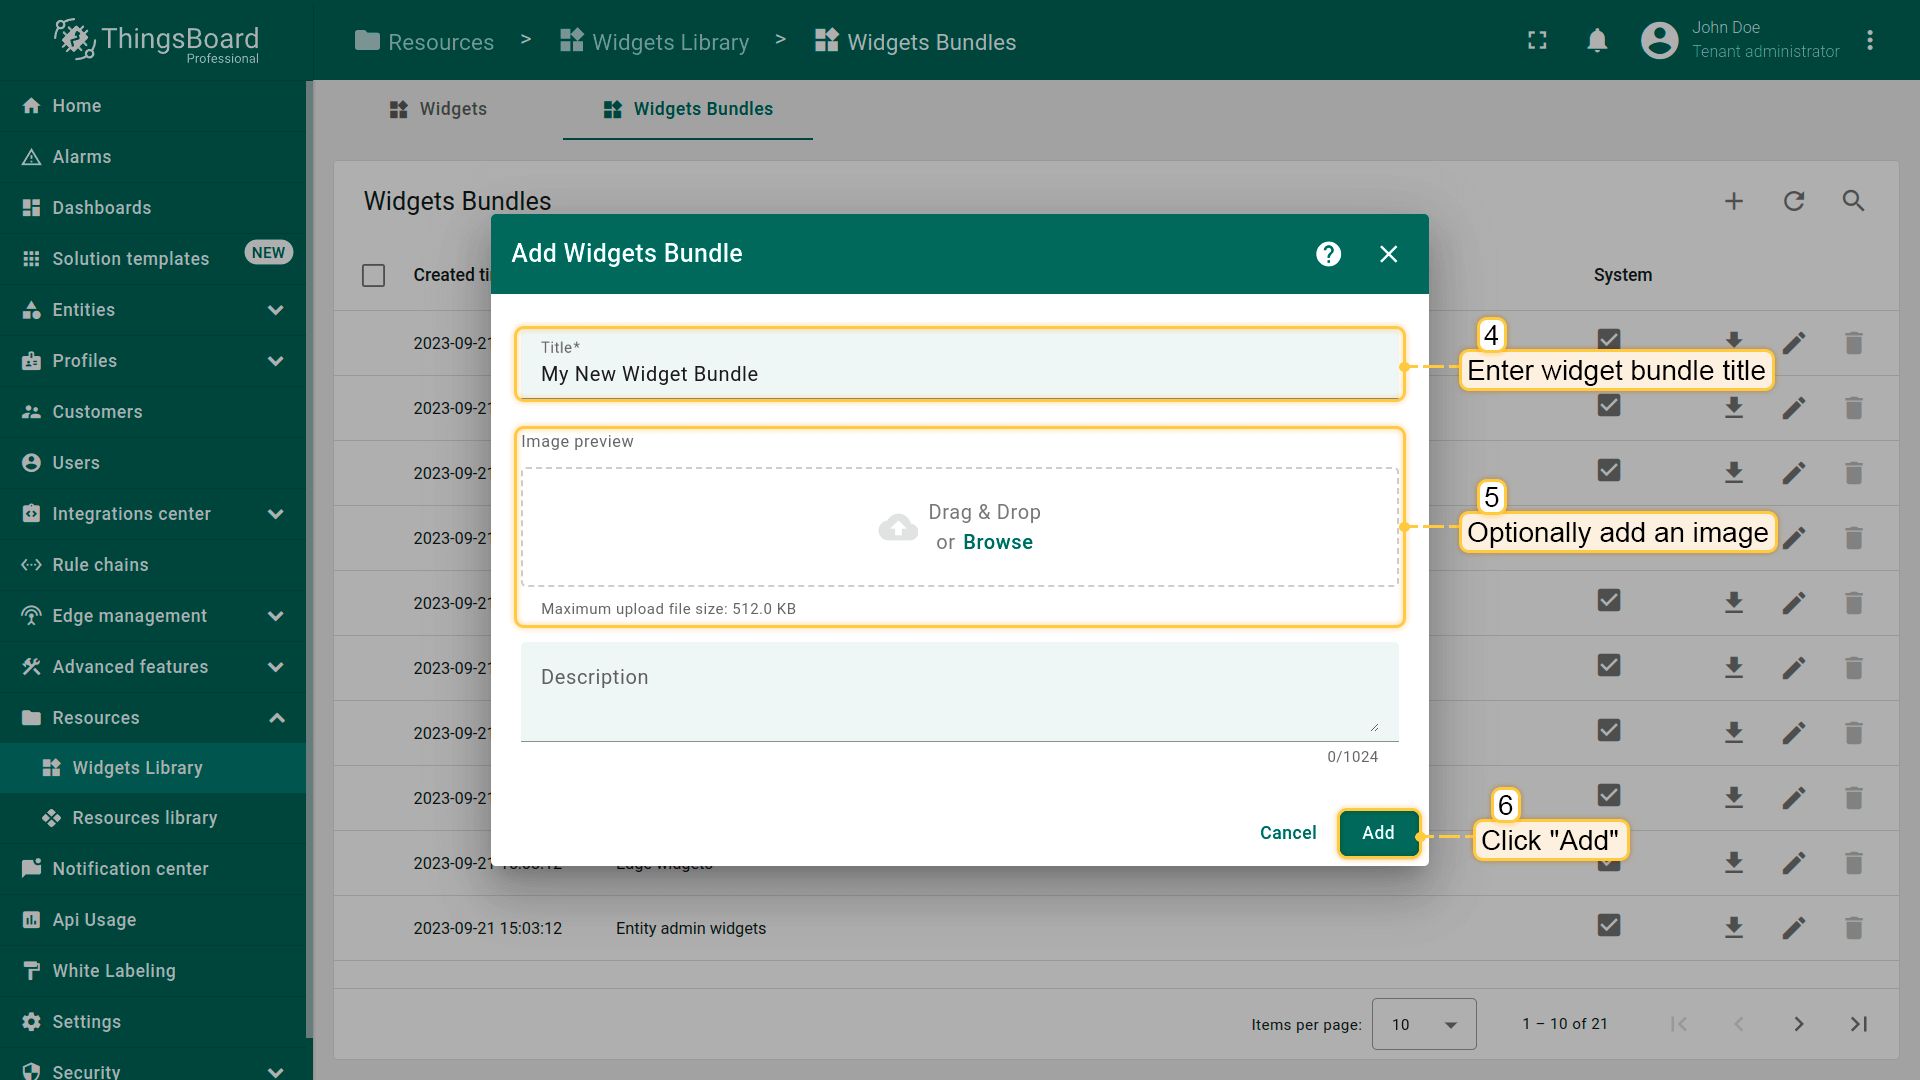 ThingsBoard
Professional
Resources > Widgets Library > Widgets Bundles
John Doe
Tenant administrator
Home
Alarms
Dashboards
Solution templates NEW
Entities
Profiles
Customers
Users
Integrations center
Rule chains
Edge management
Advanced features
Resources
Widgets Library
Resources library
Notification center
Api Usage
White Labeling
Settings
Security
Widgets Widgets Bundles
Widgets Bundles
Created System
2023-09-21
2023-09-21
2023-09-21
2023-09-21
2023-09-21
2023-09-21
2023-09-21
2023-09-21
2023-09-21 15:03:12 Edge widgets
2023-09-21 15:03:12 Entity admin widgets
Items per page: 10 1 – 10 of 21
Add Widgets Bundle
Title*
My New Widget Bundle
Image preview
Drag & Drop
or Browse
Maximum upload file size: 512.0 KB
Description
0/1024
Cancel Add
4
Enter widget bundle title
5
Optionally add an image
6
Click "Add"